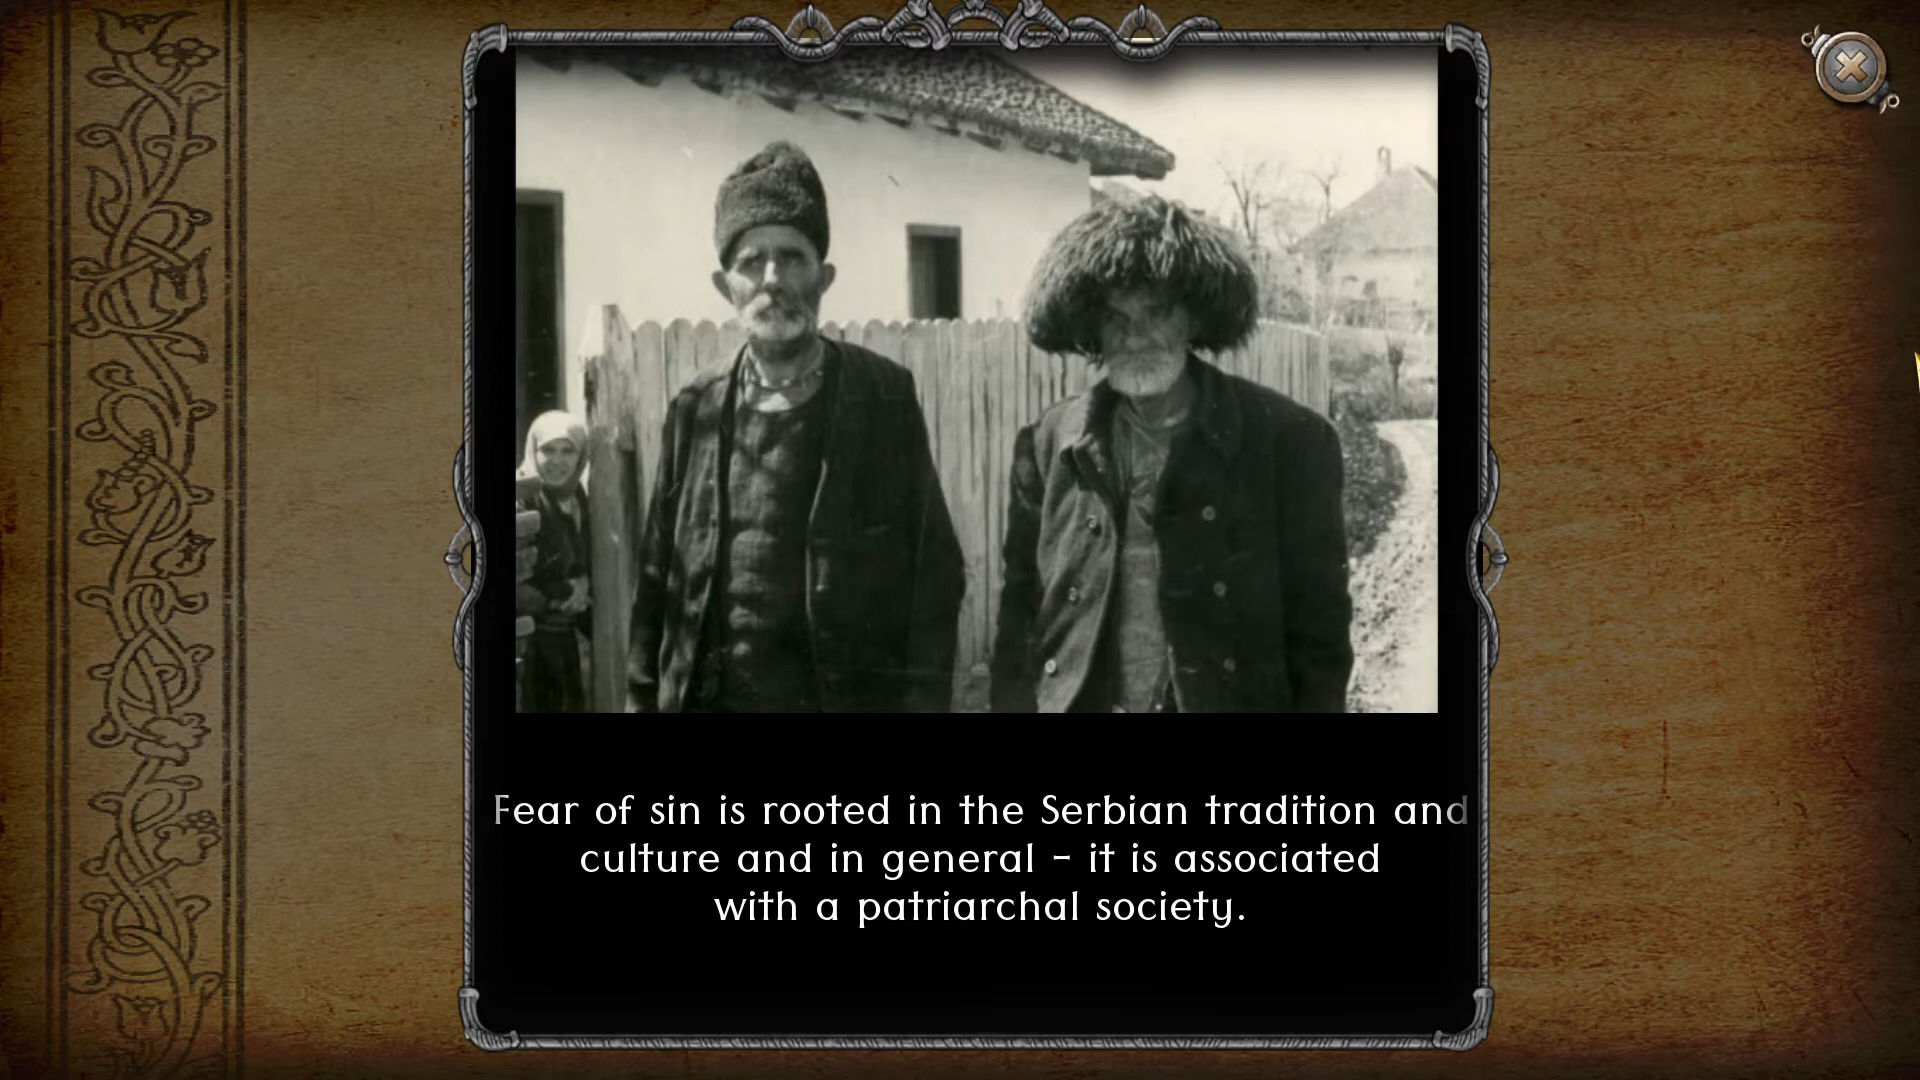 Fear of sin is rooted in the Serbian tradition and
culture and in general - it is associated
with a patriarchal society.